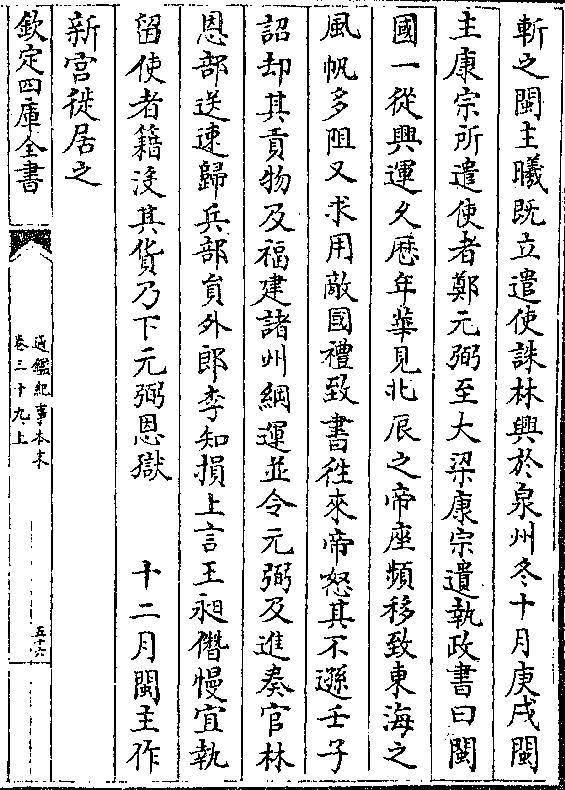 斬之閩主曦既立遣使誅林興於泉州冬十月庚戌閩
主康宗所遣使者鄭元弼至大梁康宗遺執政書曰閩
國一從興運久厯年華見北辰之帝座頻移致東海之
風帆多阻又求用敵國禮致書往來帝怒其不遜壬子
詔却其貢物及福建諸州綱運並令元弼及進奏官林
恩部送速歸兵部貟外郎李知損上言王昶僭慢宜執
留使者籍沒其貨乃下元弼恩獄　十二月閩主作
新宫徙居之
欽定四庫全書
通鑑紀事本末
卷三十九上
五十六